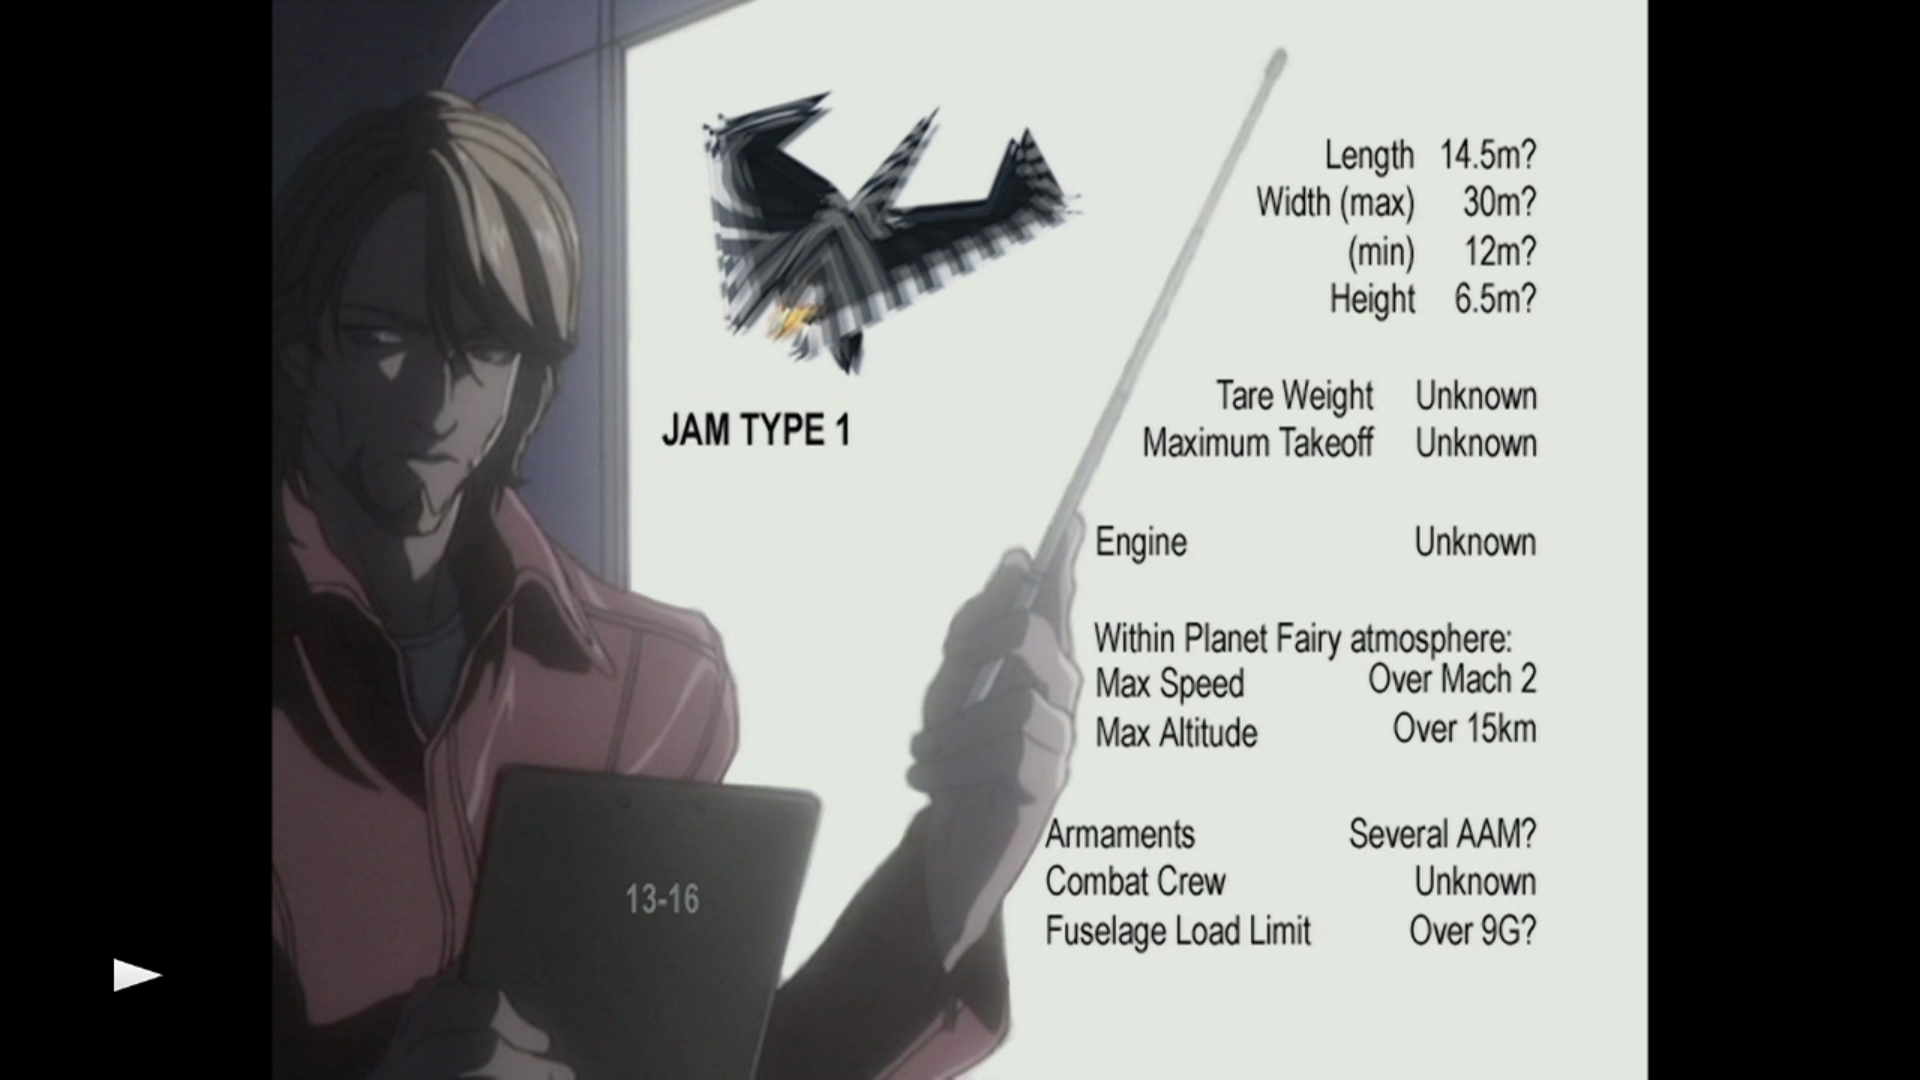 Length 14.5m?
Width (max) 30m?
(min) 12m?
Height 6.5m?
Tare Weight Unknown
Maximum Takeoff Unknown
JAM TYPE 1
Engine Unknown
Within Planet Fairy atmosphere:
Max Speed Over Mach 2
Max Altitude Over 15km
Armaments Several AAM?
Combat Crew Unknown
Fuselage Load Limit Over 9G?
13-16